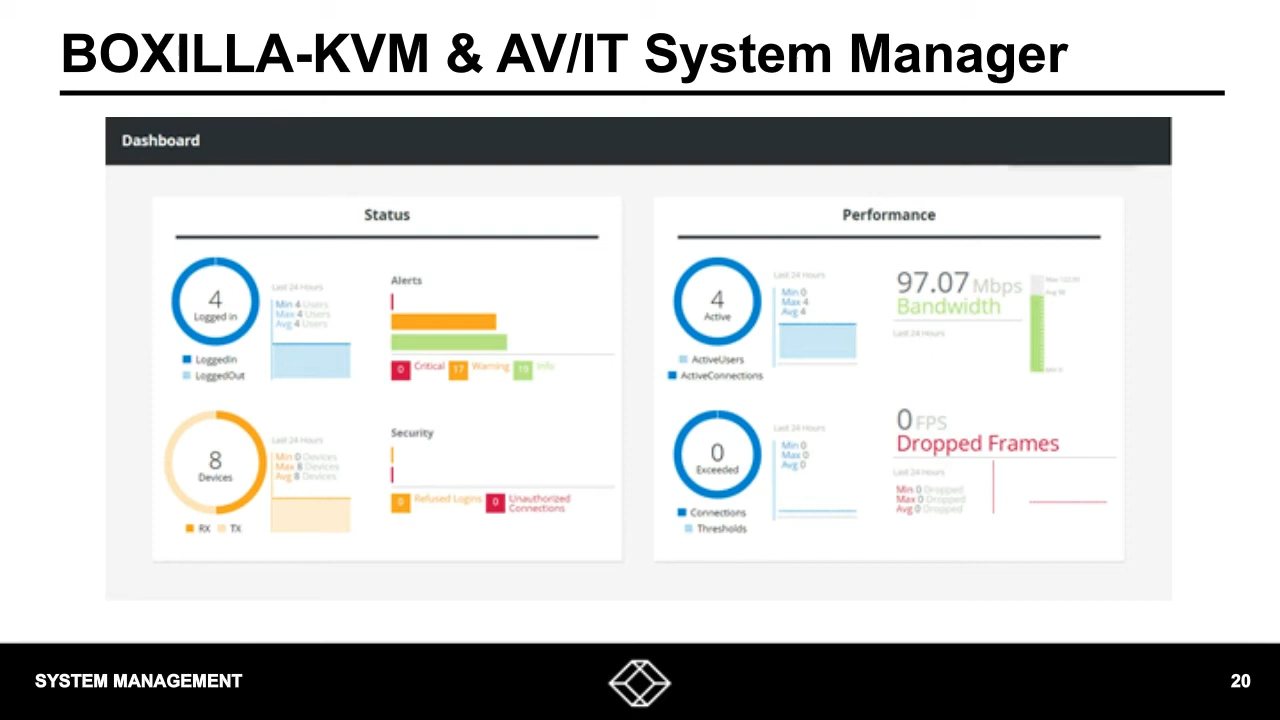 BOXILLA-KVM & AV/IT System Manager
Dashboard
Status
4
Logged in
Last 24 Hours
Min 4 Users
Max 4 Users
Avg 4 Users
LoggedIn
LoggedOut
Alerts
0 Critical 17 Warning 19 Info
8
Devices
Last 24 Hours
Min 0 Devices
Max 8 Devices
Avg 8 Devices
RX TX
Security
0 Refused Logins 0 Unauthorized
Connections
Performance
4
Active
Last 24 Hours
Min 0
Max 4
Avg 4
ActiveUsers
ActiveConnections
97.07 Mbps
Bandwidth
Last 24 Hours
Avg 98
Min 0
0
Exceeded
Last 24 Hours
Min 0
Max 0
Avg 0
Connections
Thresholds
0 FPS
Dropped Frames
Last 24 Hours
Min 0 Dropped
Max 0 Dropped
Avg 0 Dropped
SYSTEM MANAGEMENT
20